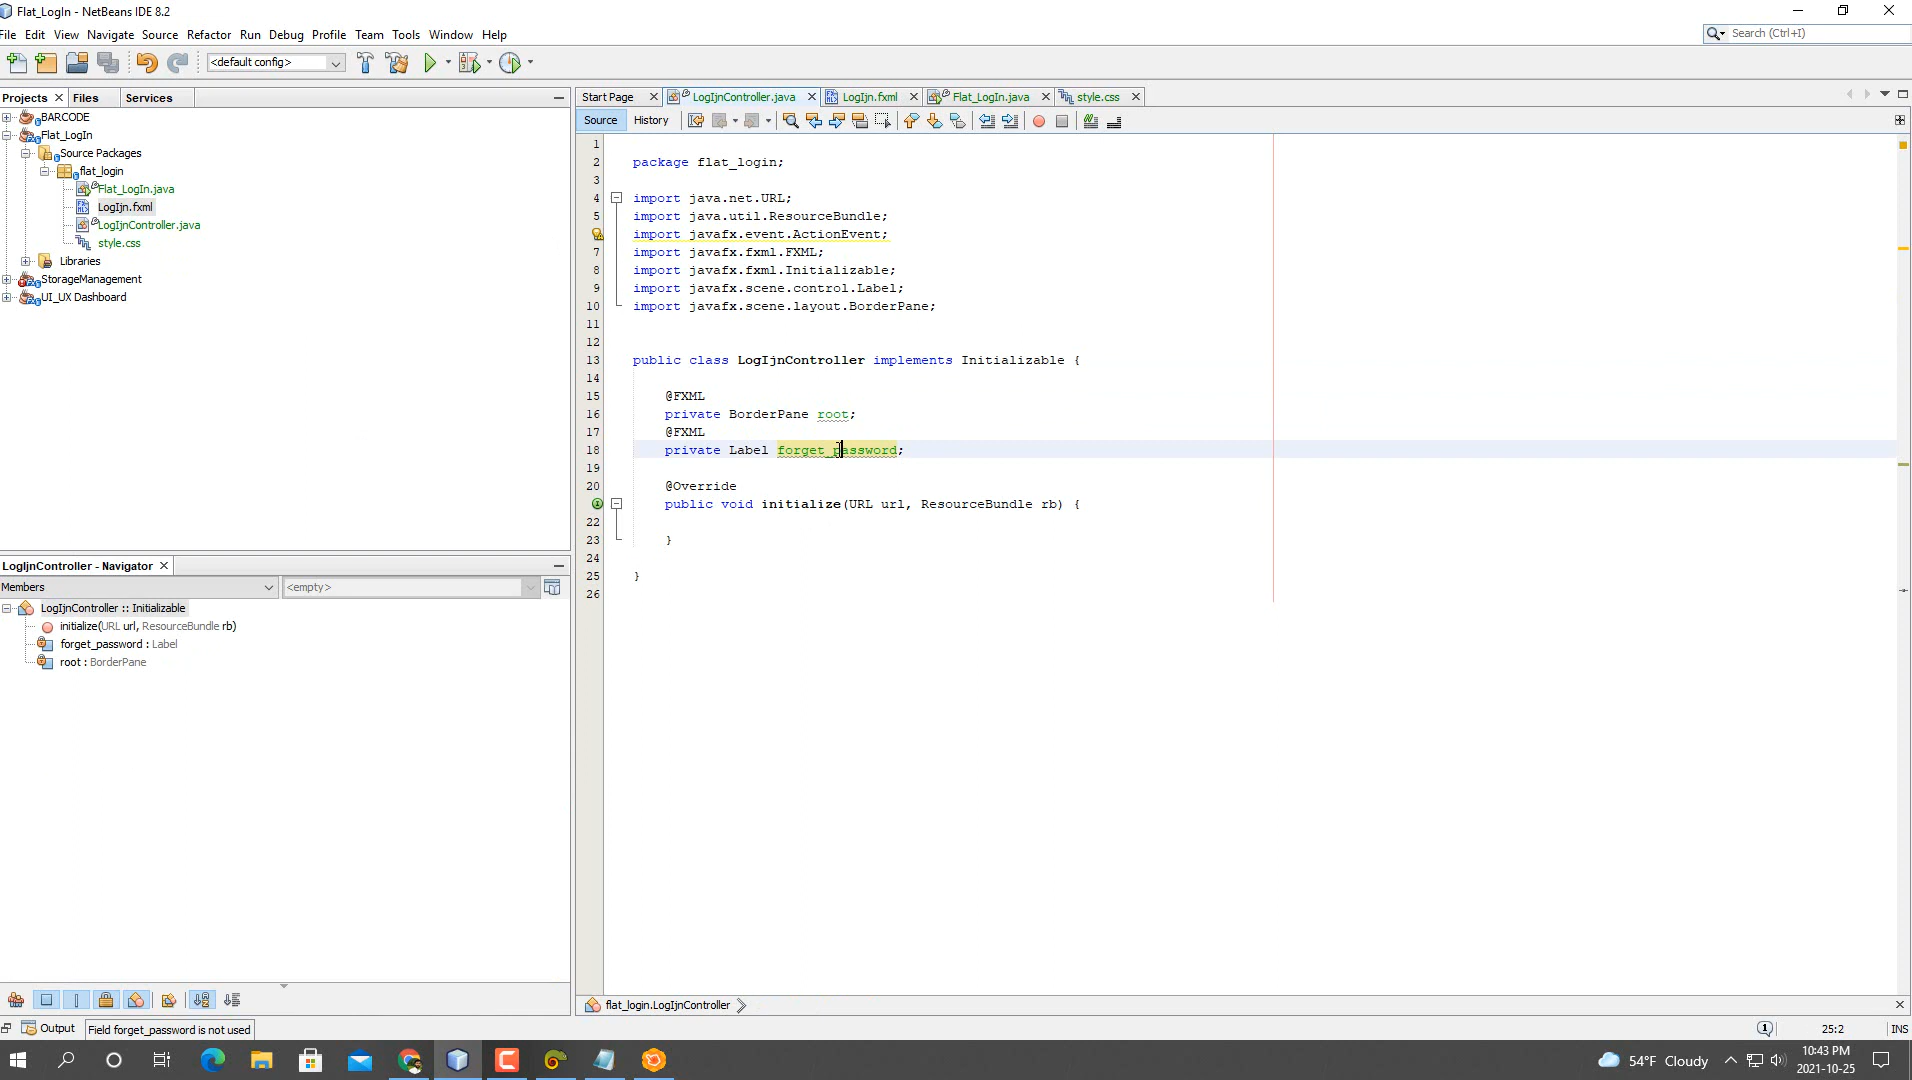 Flat_LogIn - NetBeans IDE 8.2
File Edit View Navigate Source Refactor Run Debug Profile Team Tools Window Help
Search (Ctrl+I)
<default config>
Projects Files Services
BARCODE
Flat_LogIn
Source Packages
flat_login
Flat_LogIn.java
LogIjn.fxml
LogIjnController.java
style.css
Libraries
StorageManagement
UI_UX Dashboard
LogIjnController - Navigator
Members <empty>
LogIjnController :: Initializable
initialize(URL url, ResourceBundle rb)
forget_password : Label
root : BorderPane
Start Page LogIjnController.java LogIjn.fxml Flat_LogIn.java style.css
Source History
1
2 package flat_login;
3
4 import java.net.URL;
5 import java.util.ResourceBundle;
import javafx.event.ActionEvent;
7 import javafx.fxml.FXML;
8 import javafx.fxml.Initializable;
9 import javafx.scene.control.Label;
10 import javafx.scene.layout.BorderPane;
11
12
13 public class LogIjnController implements Initializable {
14
15 @FXML
16 private BorderPane root;
17 @FXML
18 private Label forget_password;
19
20 @Override
public void initialize(URL url, ResourceBundle rb) {
22
23 }
24
25 }
26
flat_login.LogIjnController
Output Field forget_password is not used
1 25:2 INS
54°F Cloudy
10:43 PM
2021-10-25